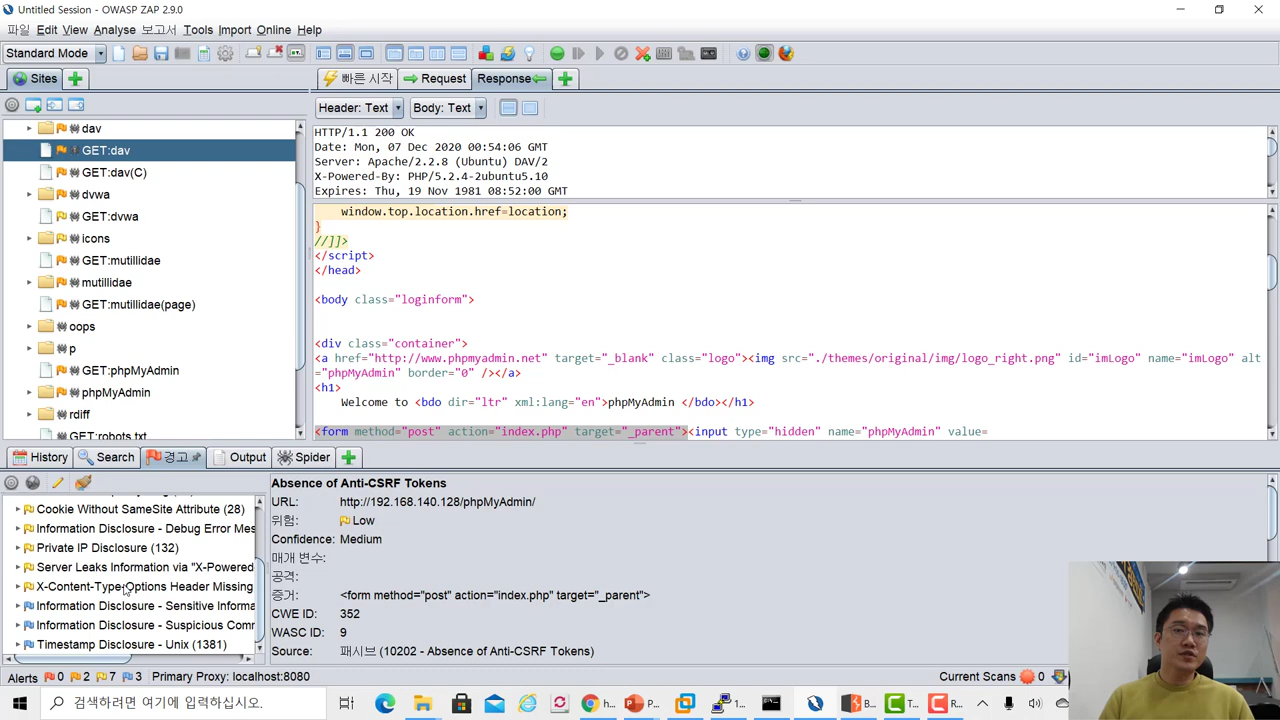 Untitled Session - OWASP ZAP 2.9.0
파일 Edit View Analyse 보고서 Tools Import Online Help
Standard Mode
Sites
빠른 시작 Request Response
Header: Text Body: Text
dav
GET:dav
GET:dav(C)
dvwa
GET:dvwa
icons
GET:mutillidae
mutillidae
GET:mutillidae(page)
oops
p
GET:phpMyAdmin
phpMyAdmin
rdiff
GET:robots.txt
HTTP/1.1 200 OK
Date: Mon, 07 Dec 2020 00:54:06 GMT
Server: Apache/2.2.8 (Ubuntu) DAV/2
X-Powered-By: PHP/5.2.4-2ubuntu5.10
Expires: Thu, 19 Nov 1981 08:52:00 GMT
window.top.location.href=location;
}
//]]>
</script>
</head>
<body class="loginform">
<div class="container">
<a href="http://www.phpmyadmin.net" target="_blank" class="logo"><img src="./themes/original/img/logo_right.png" id="imLogo" name="imLogo" alt
="phpMyAdmin" border="0" /></a>
<h1>
Welcome to <bdo dir="ltr" xml:lang="en">phpMyAdmin </bdo></h1>
<form method="post" action="index.php" target="_parent"><input type="hidden" name="phpMyAdmin" value=
History Search 경고 Output Spider
Cookie Without SameSite Attribute (28)
Information Disclosure - Debug Error Mes
Private IP Disclosure (132)
Server Leaks Information via "X-Powered
X-Content-Type-Options Header Missing
Information Disclosure - Sensitive Informa
Information Disclosure - Suspicious Comm
Timestamp Disclosure - Unix (1381)
Absence of Anti-CSRF Tokens
URL: http://192.168.140.128/phpMyAdmin/
위험: Low
Confidence: Medium
매개 변수:
공격:
증거: <form method="post" action="index.php" target="_parent">
CWE ID: 352
WASC ID: 9
Source: 패시브 (10202 - Absence of Anti-CSRF Tokens)
Alerts 0 2 7 3 Primary Proxy: localhost:8080
Current Scans 0
검색하려면 여기에 입력하십시오.
h...
P...
1...
B...
T...
R...